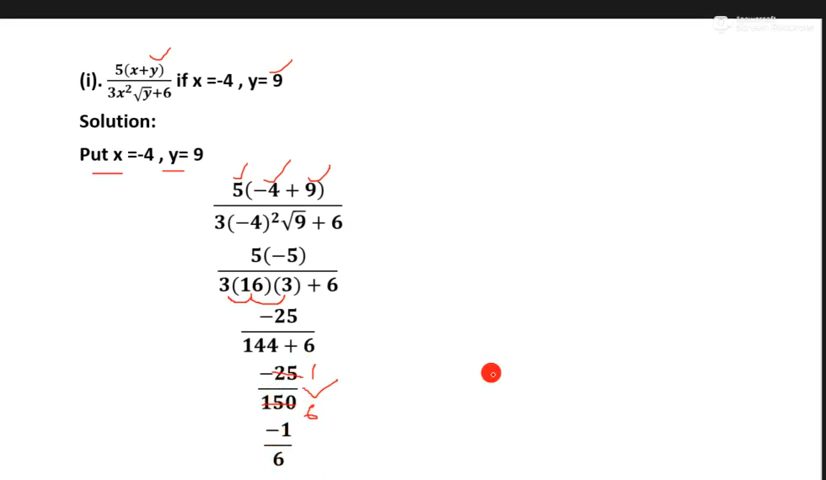 (i). 5(x+y) / 3x²√y+6 if x =-4 , y= 9
Solution:
Put x =-4 , y= 9
5(−4 + 9)
3(−4)²√9 + 6
5(−5)
3(16)(3) + 6
−25
144 + 6
−25 1
150 6
−1
6